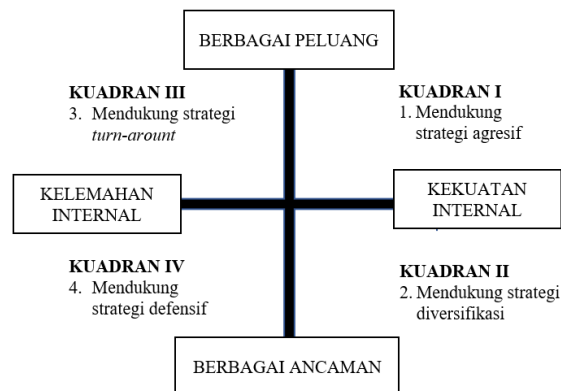 BERBAGAI PELUANG
KUADRAN III
3. Mendukung strategi
turn-arount
KUADRAN I
1. Mendukung
strategi agresif
KELEMAHAN
INTERNAL
KEKUATAN
INTERNAL
KUADRAN IV
4. Mendukung
strategi defensif
KUADRAN II
2. Mendukung strategi
diversifikasi
BERBAGAI ANCAMAN